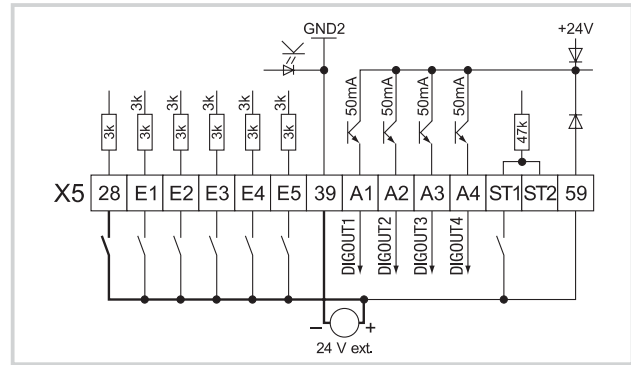 GND2
+24V
3k 3k 3k 3k 3k
50mA 50mA 50mA 50mA
3k 3k 3k 3k 3k 3k
47k
X5 28 E1 E2 E3 E4 E5 39 A1 A2 A3 A4 ST1 ST2 59
DIGOUT1 DIGOUT2 DIGOUT3 DIGOUT4
– +
24 V ext.